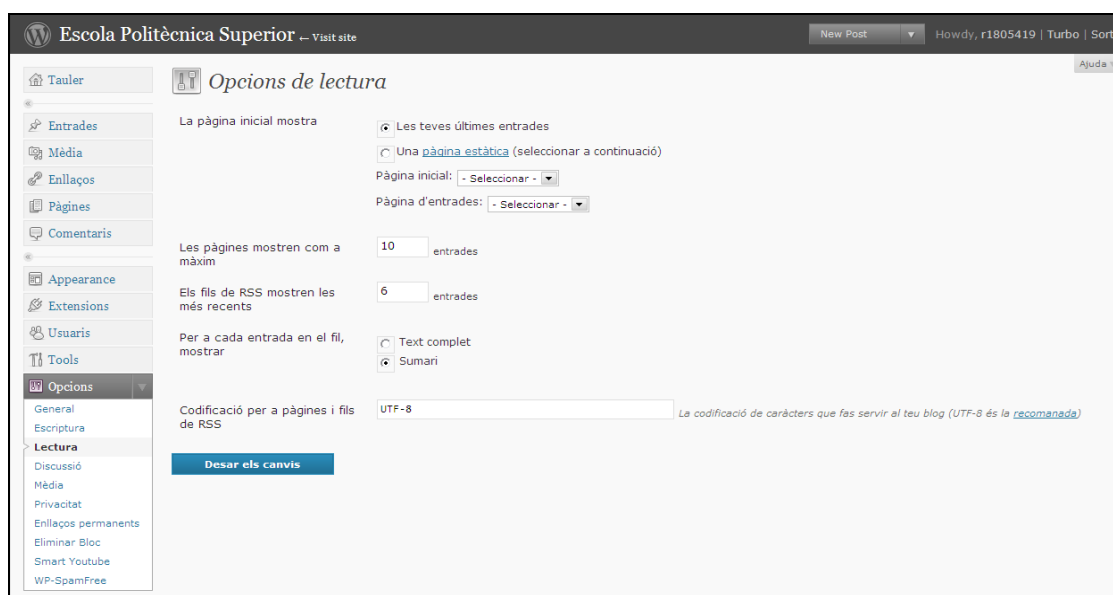 Escola Politècnica Superior ← Visit site
New Post
Howdy, r1805419 | Turbo | Sort
Ajuda
Tauler
Entrades
Mèdia
Enllaços
Pàgines
Comentaris
Appearance
Extensions
Usuaris
Tools
Opcions
General
Escriptura
Lectura
Discussió
Mèdia
Privacitat
Enllaços permanents
Eliminar Bloc
Smart Youtube
WP-SpamFree
Opcions de lectura
La pàgina inicial mostra
Les teves últimes entrades
Una pàgina estàtica (seleccionar a continuació)
Pàgina inicial: - Seleccionar -
Pàgina d'entrades: - Seleccionar -
Les pàgines mostren com a
màxim
10 entrades
Els fils de RSS mostren les
més recents
6 entrades
Per a cada entrada en el fil,
mostrar
Text complet
Sumari
Codificació per a pàgines i fils
de RSS
UTF-8
La codificació de caràcters que fas servir al teu blog (UTF-8 és la recomanada)
Desar els canvis